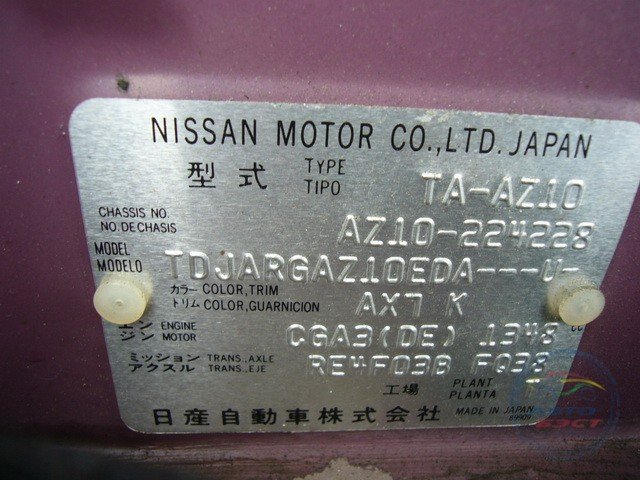 NISSAN MOTOR CO.,LTD. JAPAN
型式 TYPE TIPO TA-AZ10
CHASSIS NO. NO.DE CHASIS AZ10-224228
MODEL MODELO TDJARGAZ10EDA---U-
カラー COLOR,TRIM トリム COLOR,GUARNICION AX7 K
エンジン ENGINE MOTOR CGA3(DE) 1348
ミッション TRANS.,AXLE アクスル TRANS.,EJE RE4F03B FQ38
工場 PLANT PLANTA
日産自動車株式会社 MADE IN JAPAN